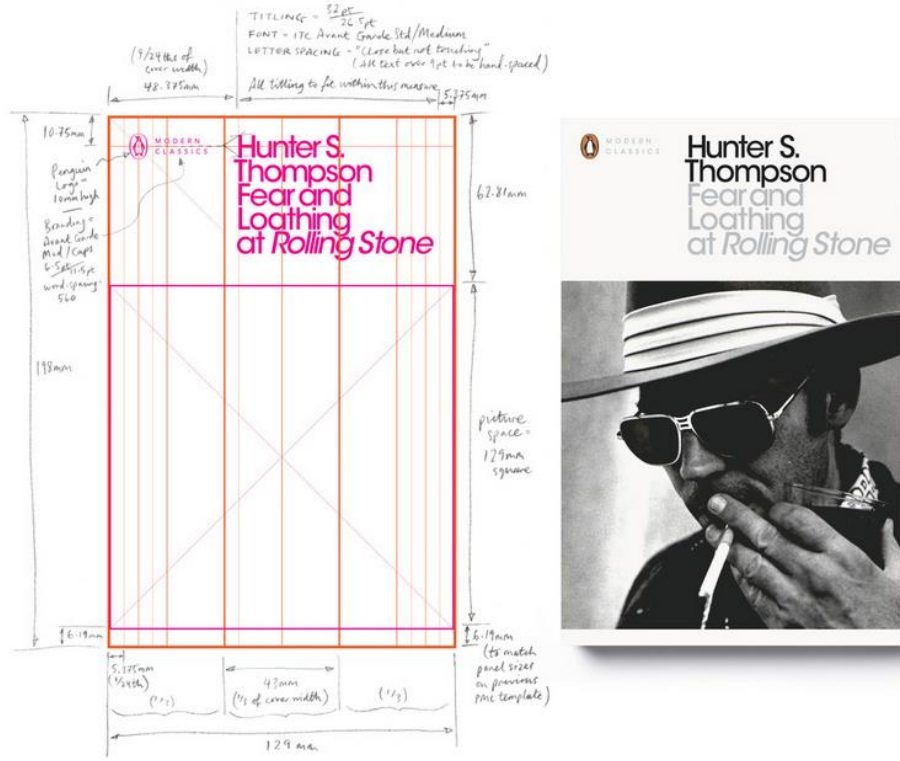 TITLING = 32pt
26.5pt
FONT - ITC Avant Garde Std/Medium
LETTER SPACING - "Close but not touching"
(All text over 9pt to be hand-spaced)
All titling to fit within this measure
(9/24ths of
cover width)
48.375mm
5.375mm
10.75mm
Penguin
Logo =
10mm high
Branding =
Avant Garde
Med/Caps
6.5pt/11.5pt
word-spacing:
560
198mm
6.19mm
MODERN
CLASSICS
Hunter S.
Thompson
Fear and
Loathing
at Rolling Stone
62.81mm
picture
space =
129mm
square
6.19mm
(to match
panel sizes
on previous
PMC template)
5.375mm
(1/24th)
(1/3)
43mm
(1/3 of cover width)
(1/3)
129mm
MODERN
CLASSICS
Hunter S.
Thompson
Fear and
Loathing
at Rolling Stone